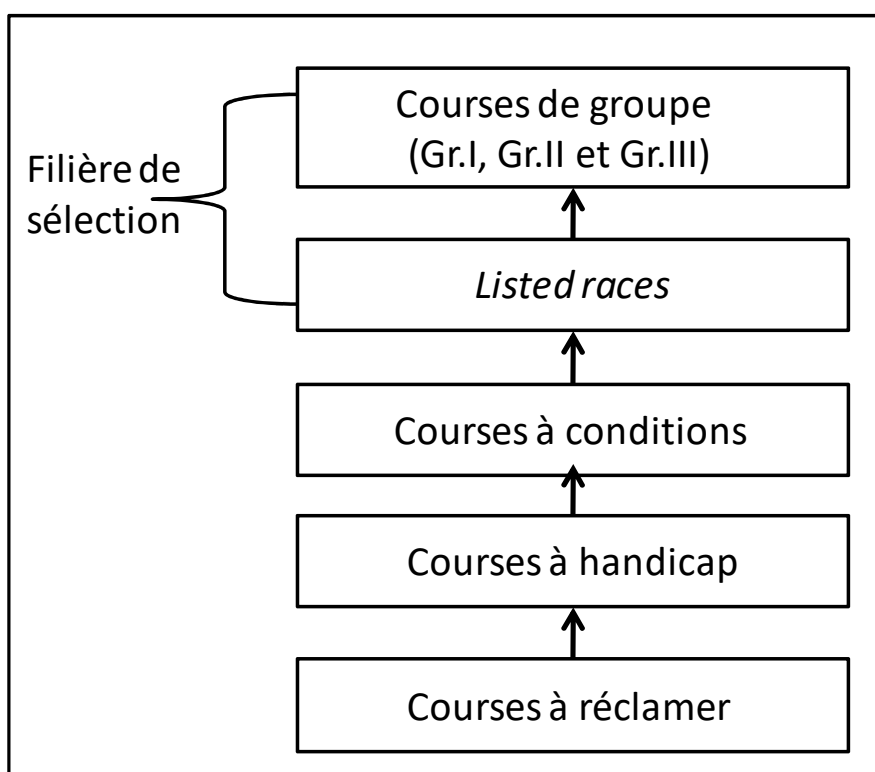 Courses de groupe
(Gr.I, Gr.II et Gr.III)
Filière de
sélection
Listed races
Courses à conditions
Courses à handicap
Courses à réclamer